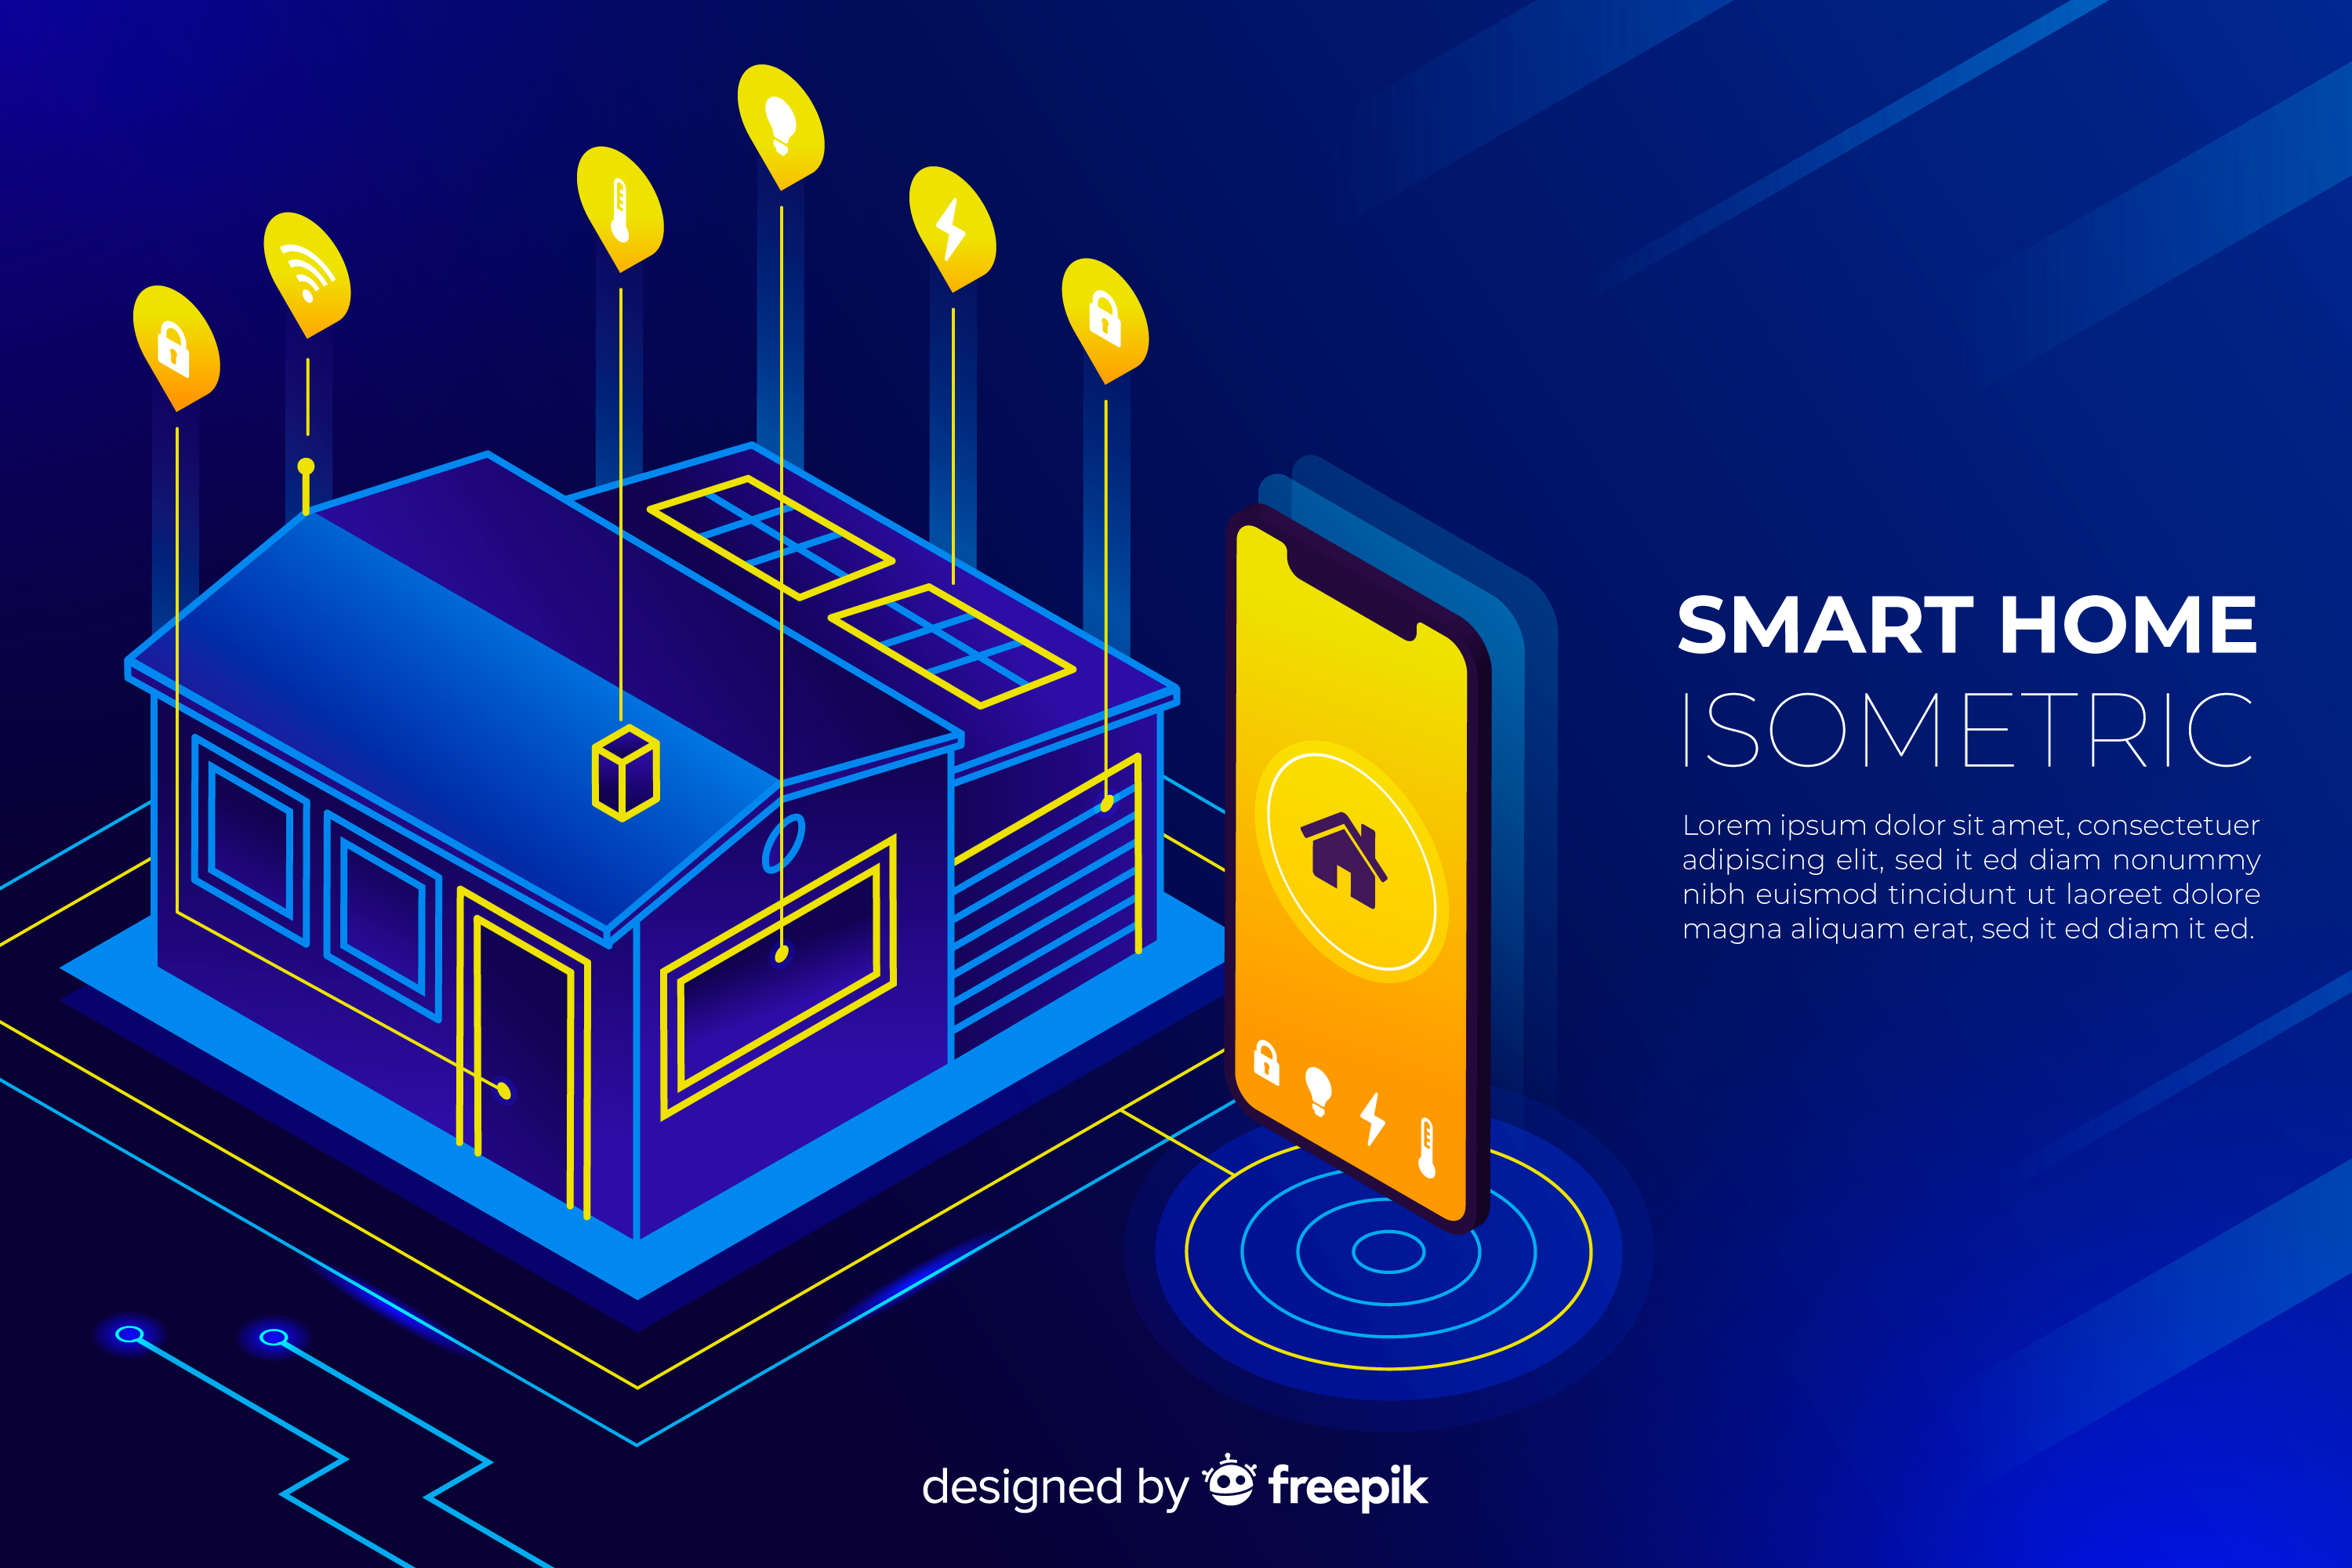 SMART HOME
ISOMETRIC
Lorem ipsum dolor sit amet, consectetuer
adipiscing elit, sed it ed diam nonummy
nibh euismod tincidunt ut laoreet dolore
magna aliquam erat, sed it ed diam it ed.
designed by freepik